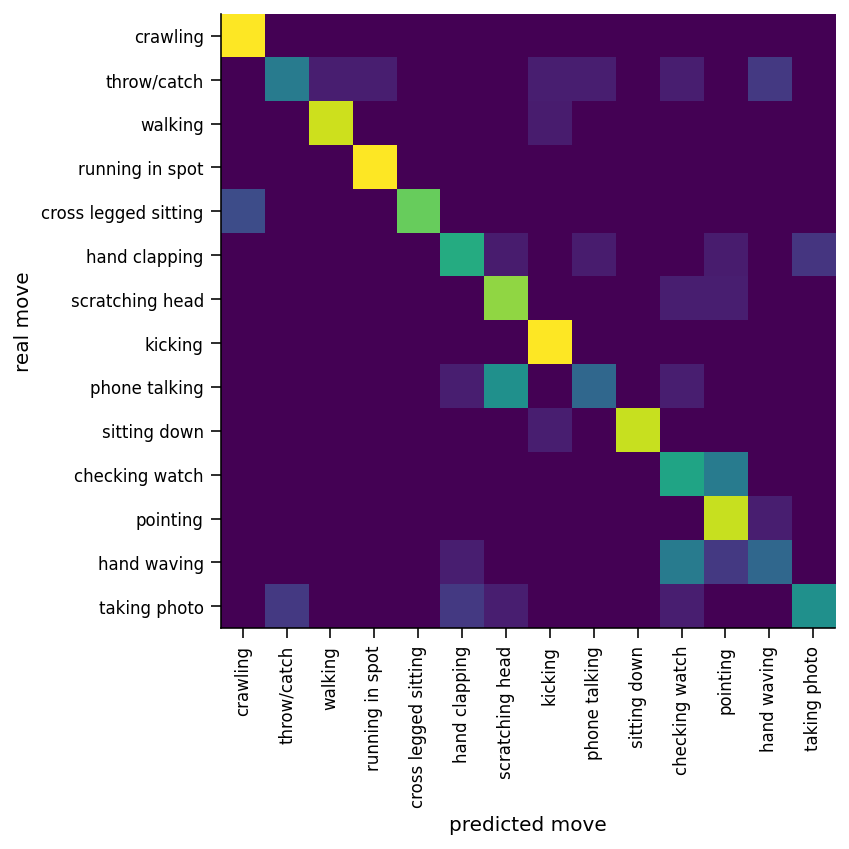 crawling
throw/catch
walking
running in spot
cross legged sitting
hand clapping
scratching head
kicking
phone talking
sitting down
checking watch
pointing
hand waving
taking photo
real move
crawling
throw/catch
walking
running in spot
cross legged sitting
hand clapping
scratching head
kicking
phone talking
sitting down
checking watch
pointing
hand waving
taking photo
predicted move